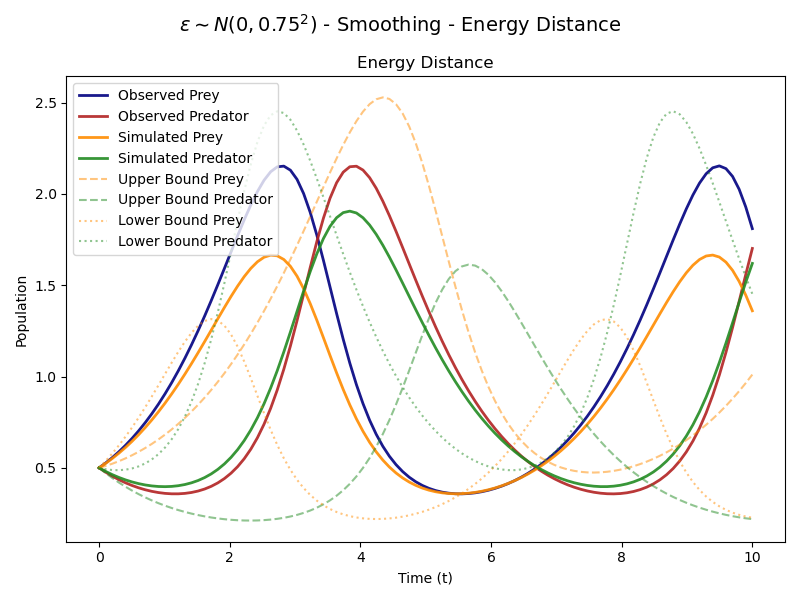 ε ∼ N(0, 0.75²) - Smoothing - Energy Distance
Energy Distance
2.5
2.0
1.5
1.0
0.5
Population
Observed Prey
Observed Predator
Simulated Prey
Simulated Predator
Upper Bound Prey
Upper Bound Predator
Lower Bound Prey
Lower Bound Predator
0 2 4 6 8 10
Time (t)